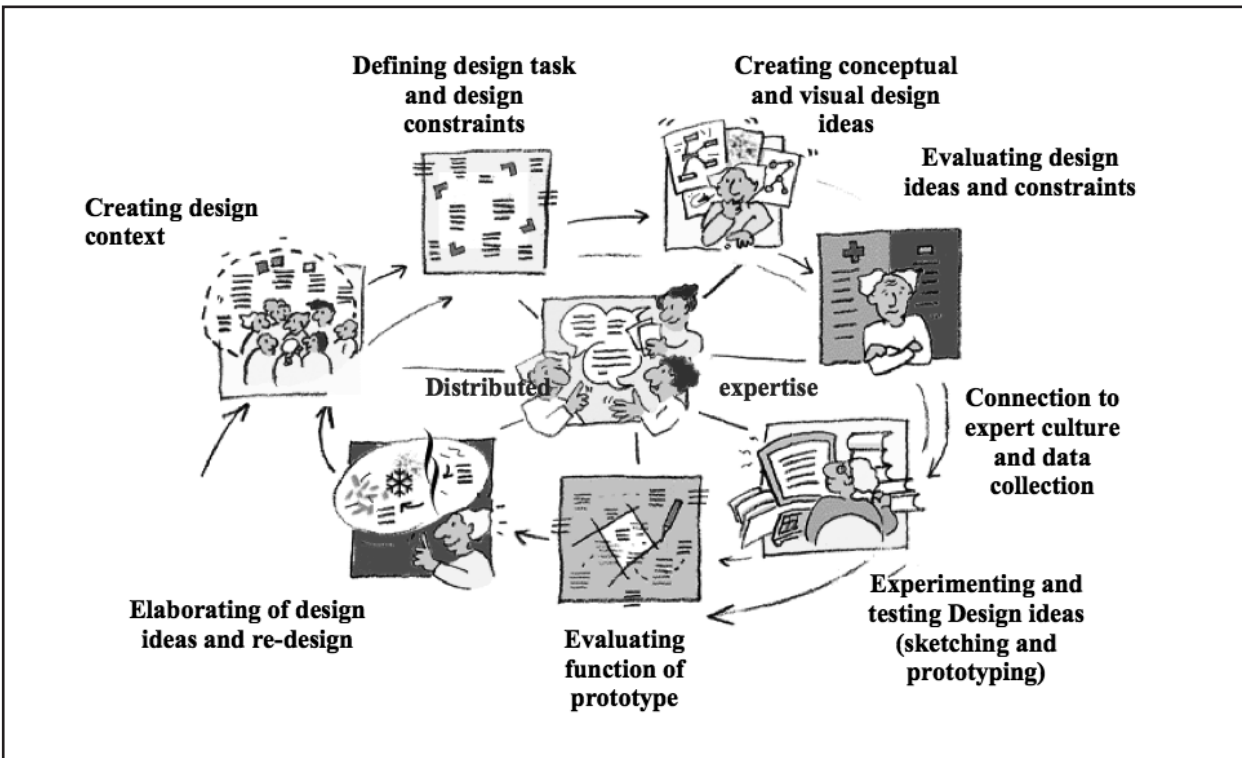 Defining design task
and design
constraints
Creating conceptual
and visual design
ideas
Evaluating design
ideas and constraints
Creating design
context
Distributed expertise
Connection to
expert culture
and data
collection
Experimenting and
testing Design ideas
(sketching and
prototyping)
Evaluating
function of
prototype
Elaborating of design
ideas and re-design